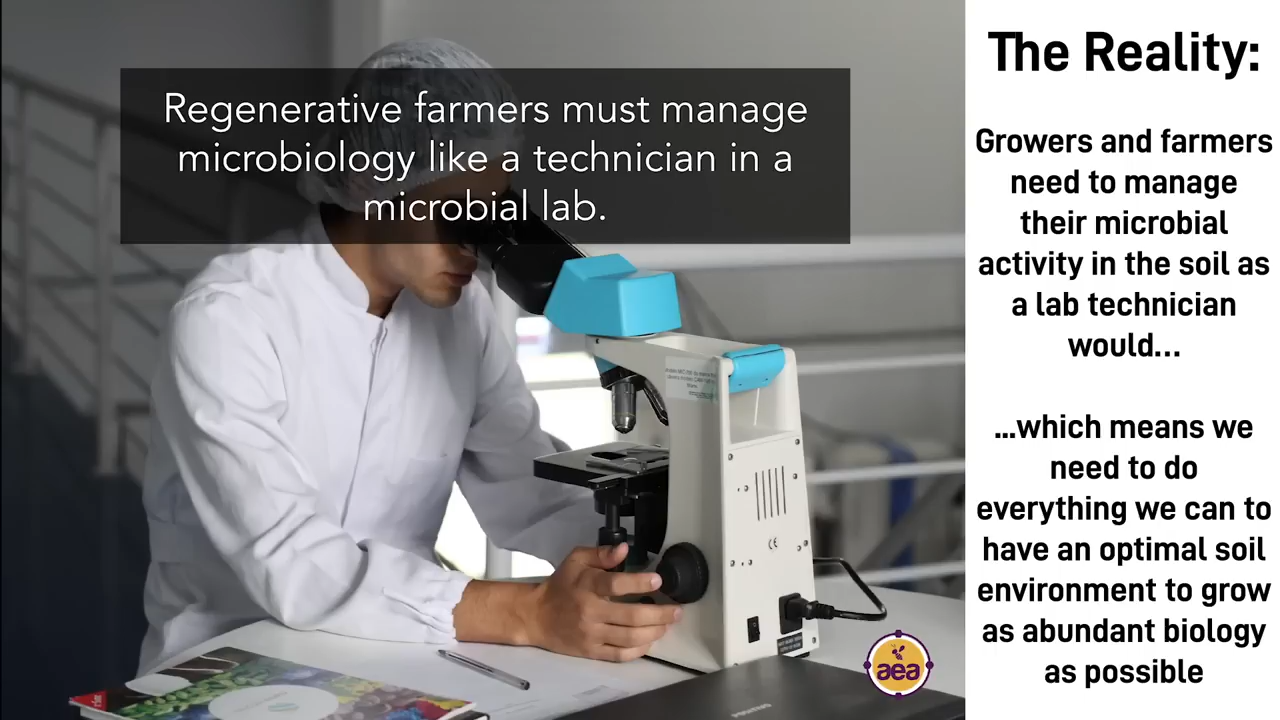 Regenerative farmers must manage
microbiology like a technician in a
microbial lab.
The Reality:
Growers and farmers
need to manage
their microbial
activity in the soil as
a lab technician
would...
...which means we
need to do
everything we can to
have an optimal soil
environment to grow
as abundant biology
as possible
aea